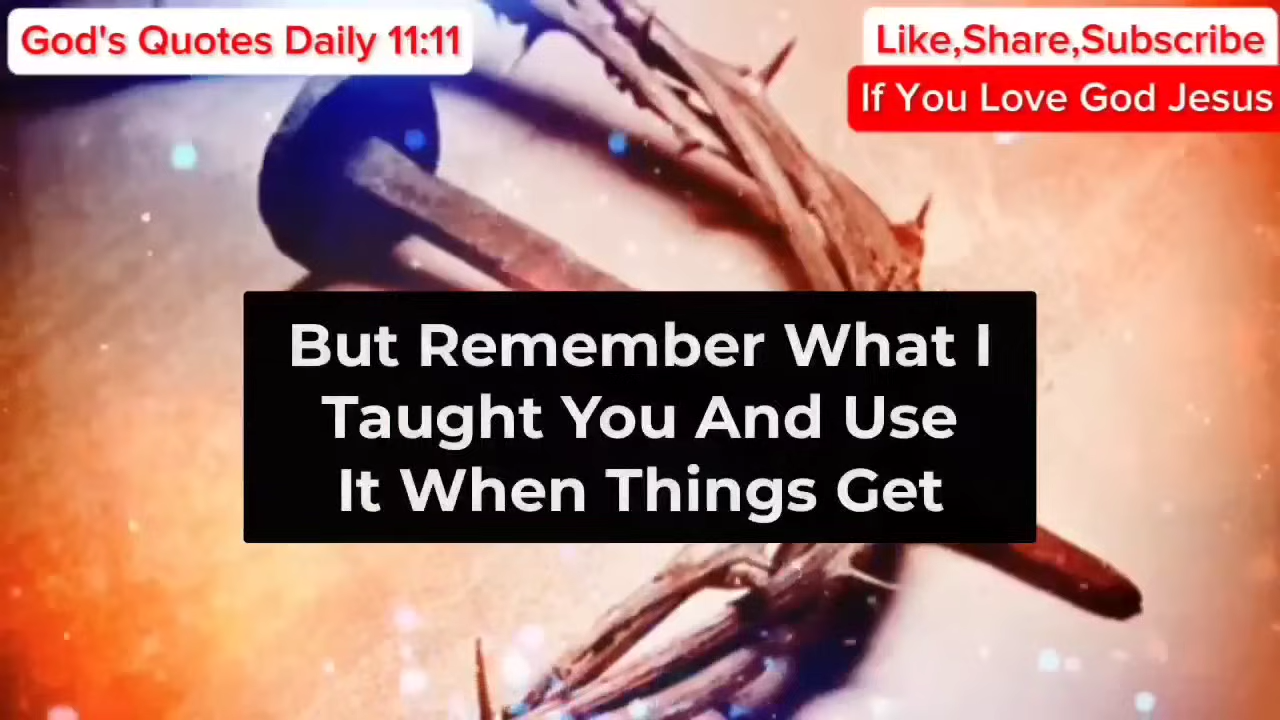 God's Quotes Daily 11:11
Like,Share,Subscribe
If You Love God Jesus
But Remember What I
Taught You And Use
It When Things Get